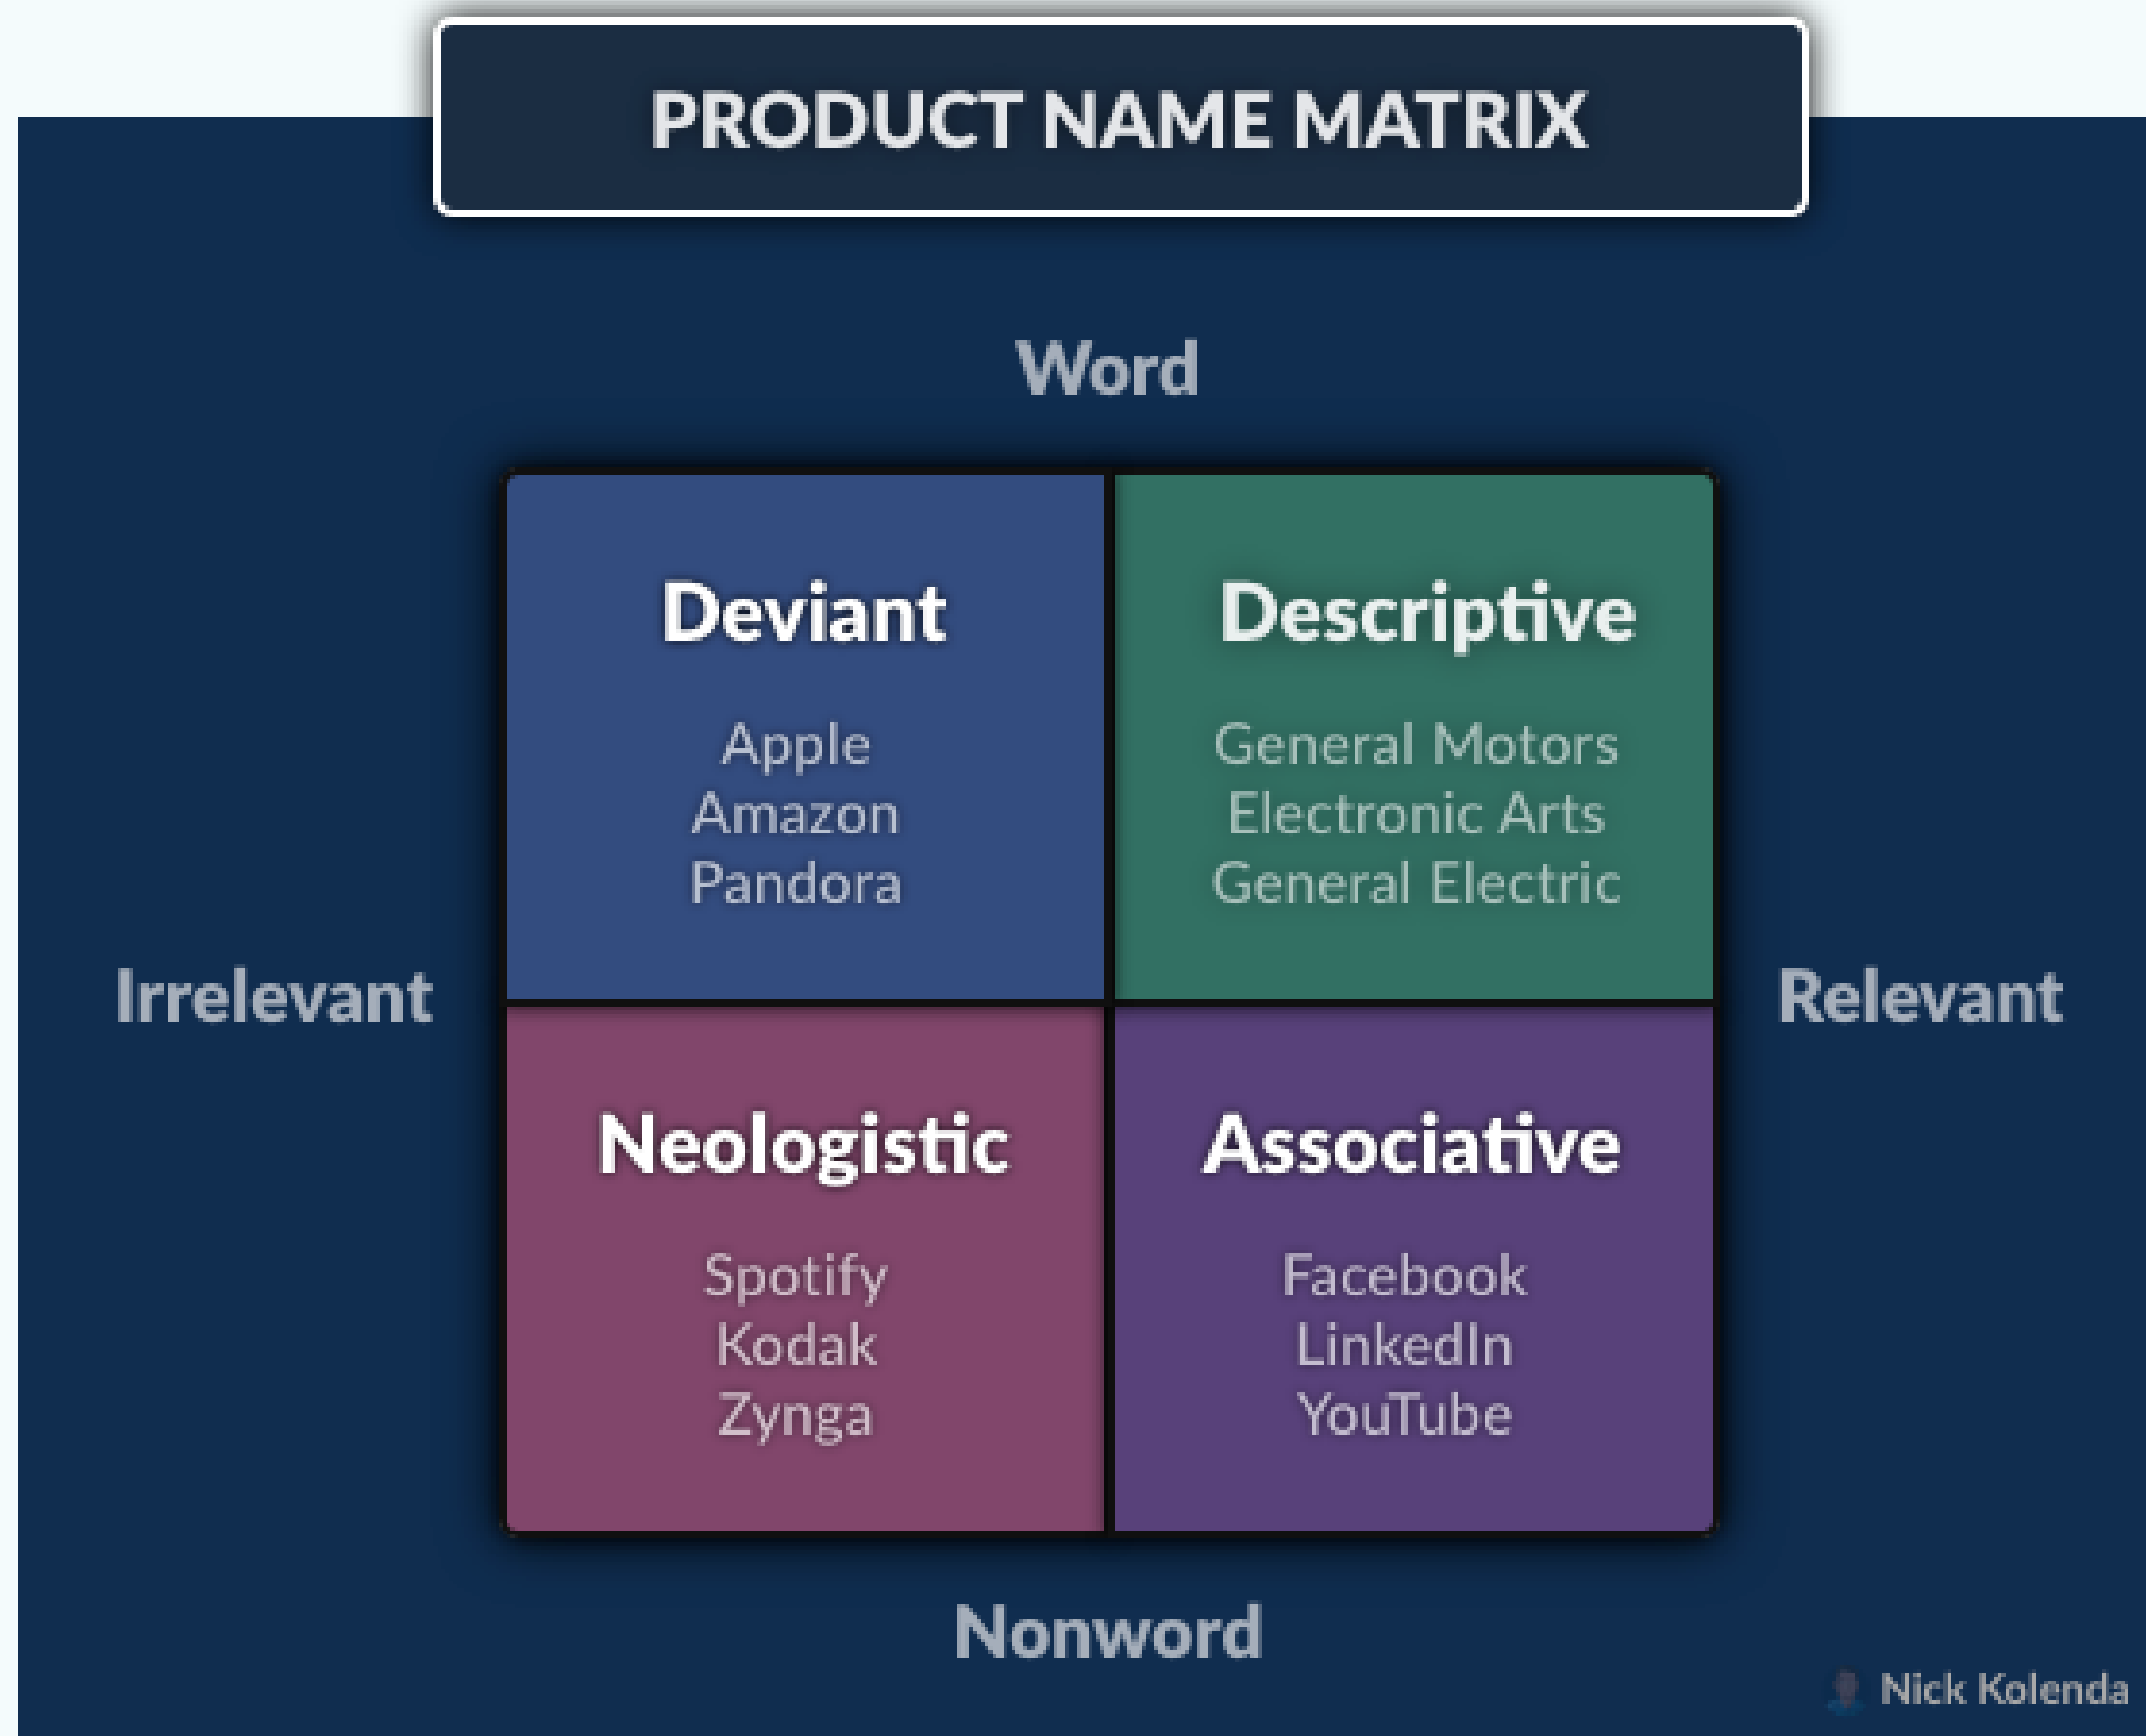 PRODUCT NAME MATRIX
Word
Deviant
Apple
Amazon
Pandora
Descriptive
General Motors
Electronic Arts
General Electric
Irrelevant
Relevant
Neologistic
Spotify
Kodak
Zynga
Associative
Facebook
LinkedIn
YouTube
Nonword
Nick Kolenda